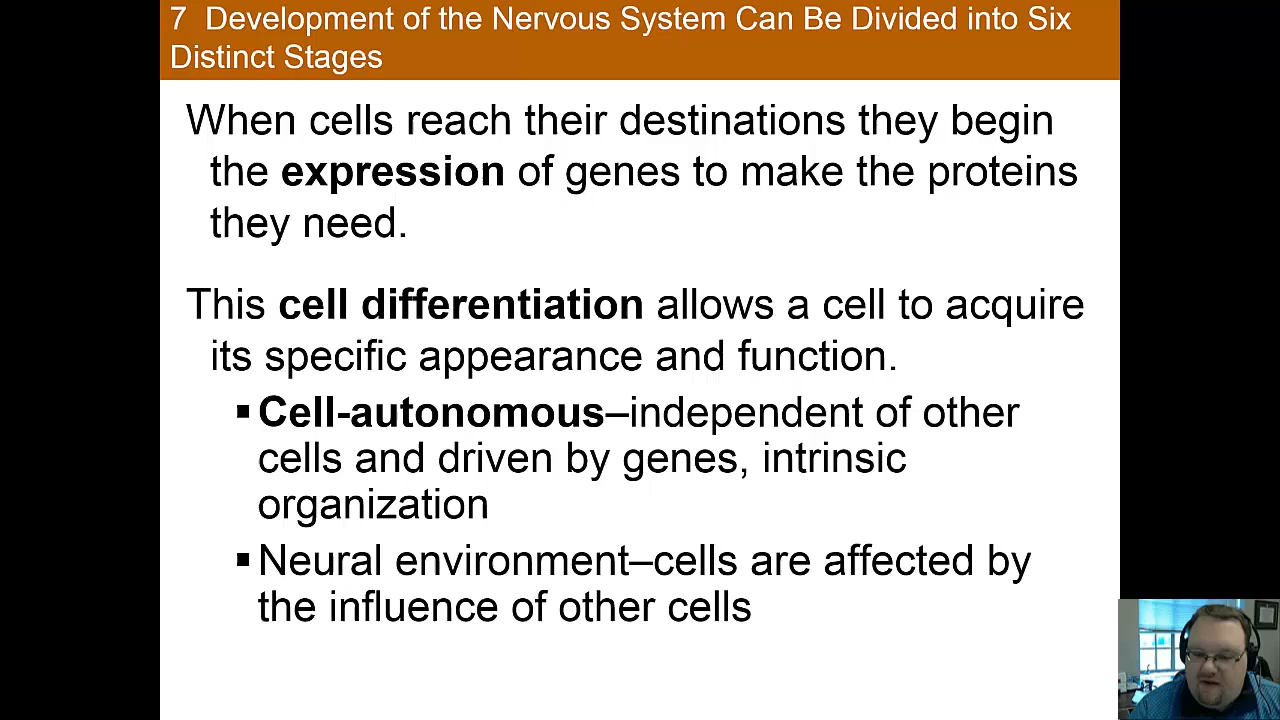 7 Development of the Nervous System Can Be Divided into Six
Distinct Stages
When cells reach their destinations they begin
the expression of genes to make the proteins
they need.
This cell differentiation allows a cell to acquire
its specific appearance and function.
▪Cell-autonomous–independent of other
cells and driven by genes, intrinsic
organization
▪Neural environment–cells are affected by
the influence of other cells